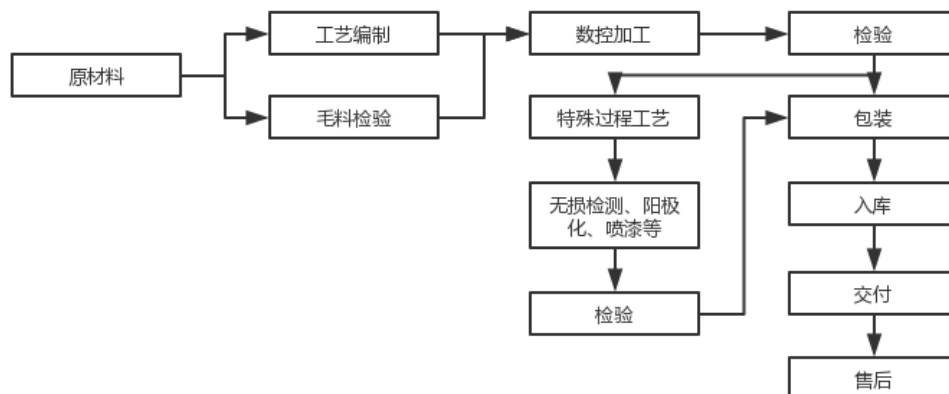 工艺编制
数控加工
检验
原材料
毛料检验
特殊过程工艺
包装
无损检测、阳极
化、喷漆等
入库
检验
交付
售后